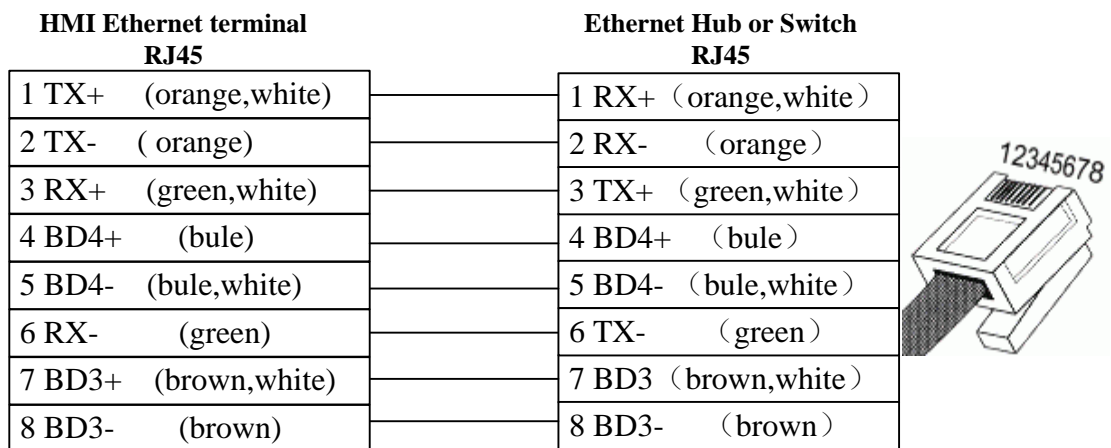 HMI Ethernet terminal
RJ45
1 TX+ (orange,white)
2 TX- ( orange)
3 RX+ (green,white)
4 BD4+ (bule)
5 BD4- (bule,white)
6 RX- (green)
7 BD3+ (brown,white)
8 BD3- (brown)
Ethernet Hub or Switch
RJ45
1 RX+（orange,white）
2 RX- （orange）
3 TX+ （green,white）
4 BD4+ （bule）
5 BD4- （bule,white）
6 TX- （green）
7 BD3（brown,white）
8 BD3- （brown）
12345678